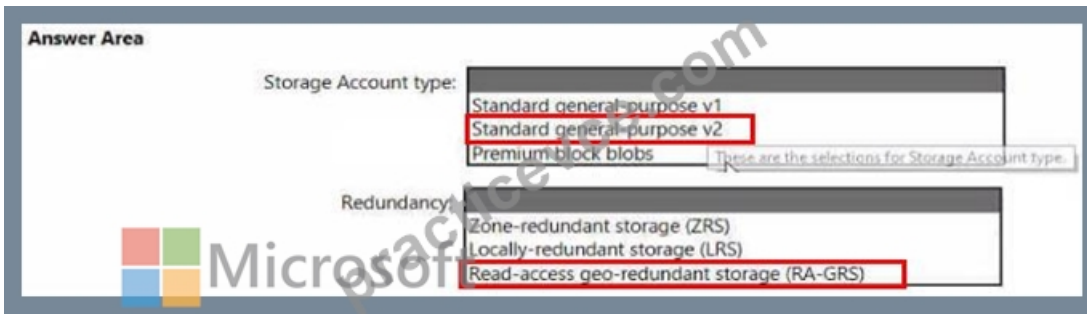 Answer Area
Storage Account type:
Standard general-purpose v1
Standard general-purpose v2
Premium block blobs
These are the selections for Storage Account type.
Redundancy:
Zone-redundant storage (ZRS)
Locally-redundant storage (LRS)
Read-access geo-redundant storage (RA-GRS)
Microsoft
practicevce.com